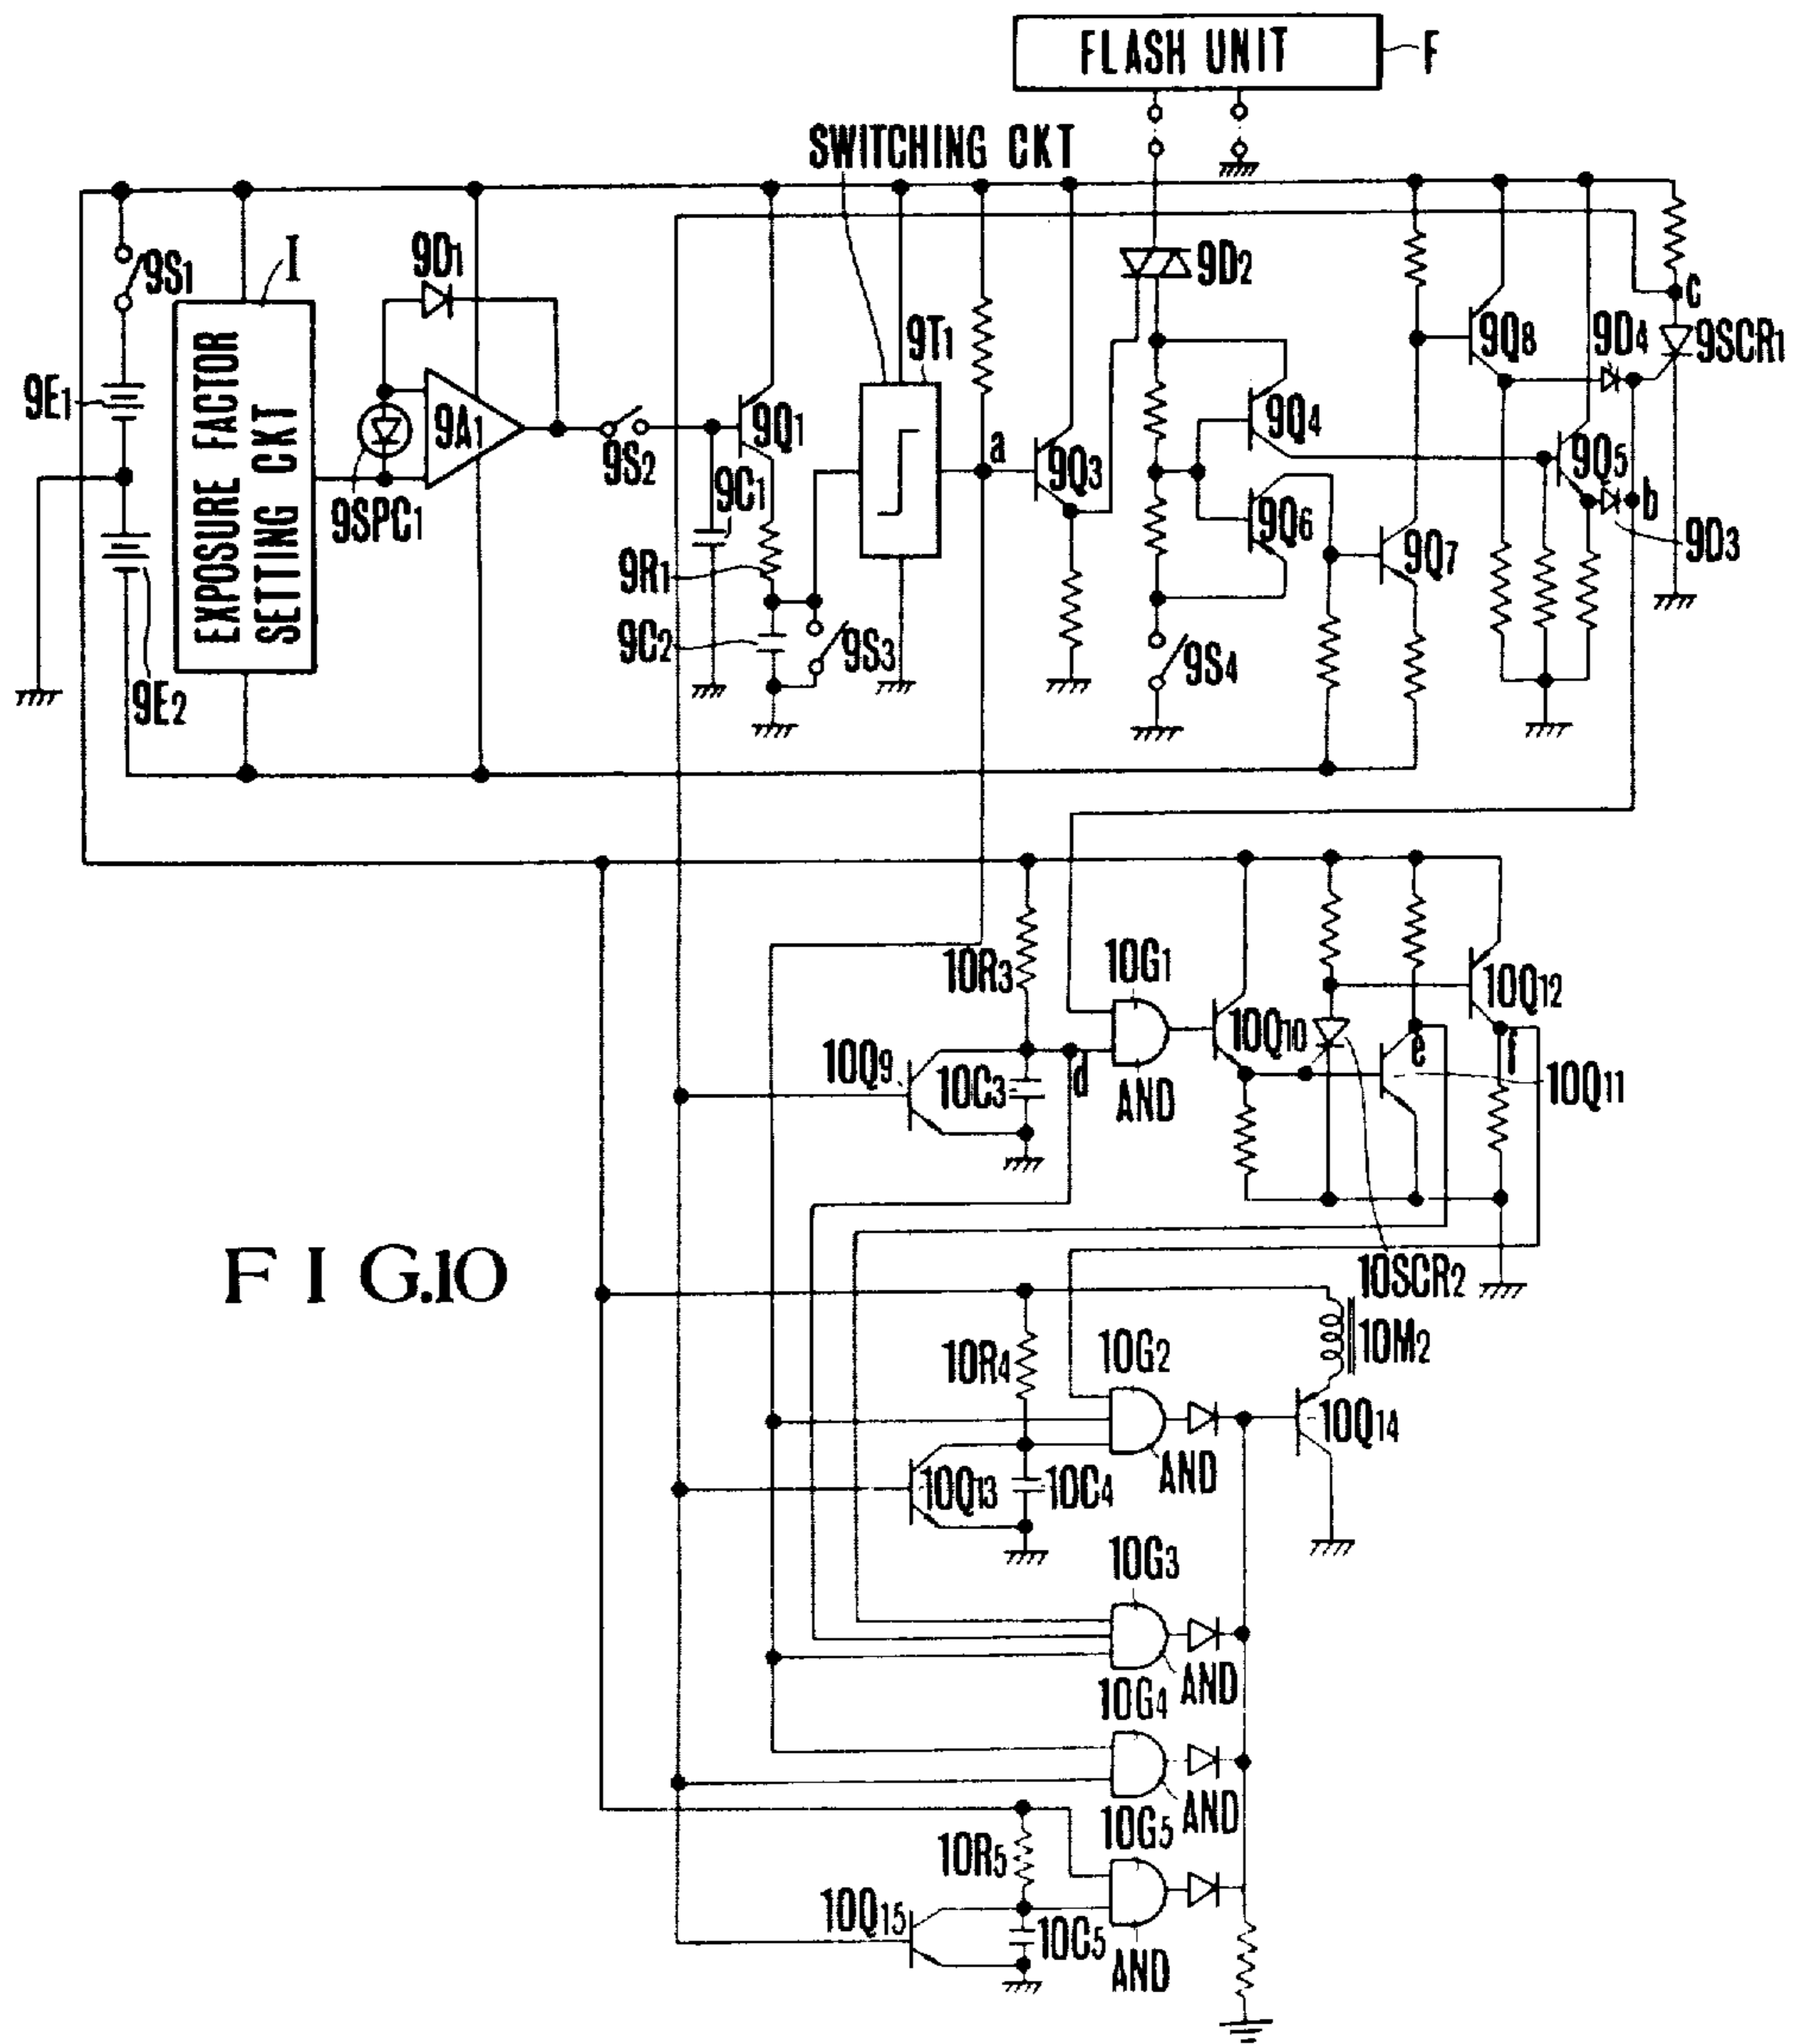 FLASH UNIT
F
SWITCHING CKT
9S1
I
9D1
9D2
c
9T1
9Q8
9D4
9SCR1
9E1
EXPOSURE FACTOR
SETTING CKT
9A1
9S2
9Q1
a
9Q3
9Q4
9Q5
b
9SPC1
9C1
9Q6
9Q7
9D3
9R1
9C2
9S3
9S4
9E2
10R3
10G1
10Q12
10Q9
10C3
d
AND
10Q10
e
f
10Q11
FIG.10
10SCR2
10M2
10R4
10G2
10Q14
10Q13
10C4
AND
10G3
AND
10G4
AND
10G5
10R5
10Q15
10C5
AND